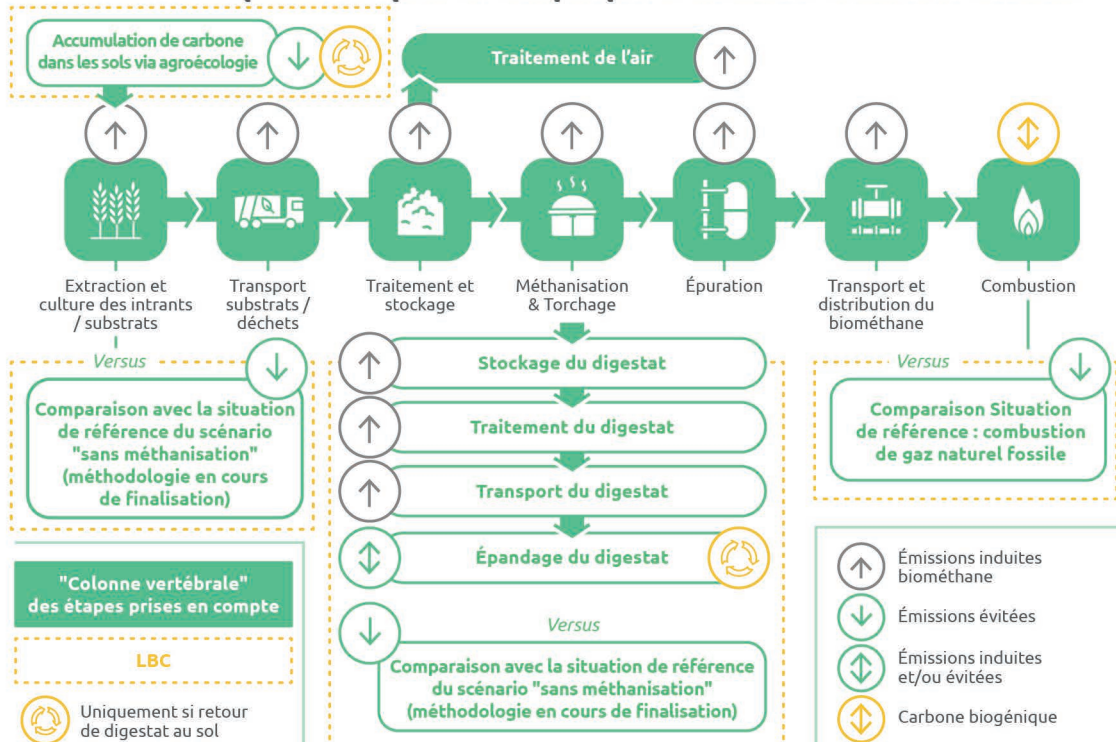 Accumulation de carbone
dans les sols via agroécologie
Traitement de l'air
Extraction et
culture des intrants
/ substrats
Transport
substrats /
déchets
Traitement et
stockage
Méthanisation
& Torchage
Épuration
Transport et
distribution du
biométhane
Combustion
Versus
Comparaison avec la situation
de référence du scénario
"sans méthanisation"
(méthodologie en cours
de finalisation)
Stockage du digestat
Traitement du digestat
Transport du digestat
Épandage du digestat
Versus
Comparaison avec la situation de référence
du scénario "sans méthanisation"
(méthodologie en cours de finalisation)
Versus
Comparaison Situation
de référence : combustion
de gaz naturel fossile
"Colonne vertébrale"
des étapes prises en compte
LBC
Uniquement si retour
de digestat au sol
Émissions induites
biométhane
Émissions évitées
Émissions induites
et/ou évitées
Carbone biogénique